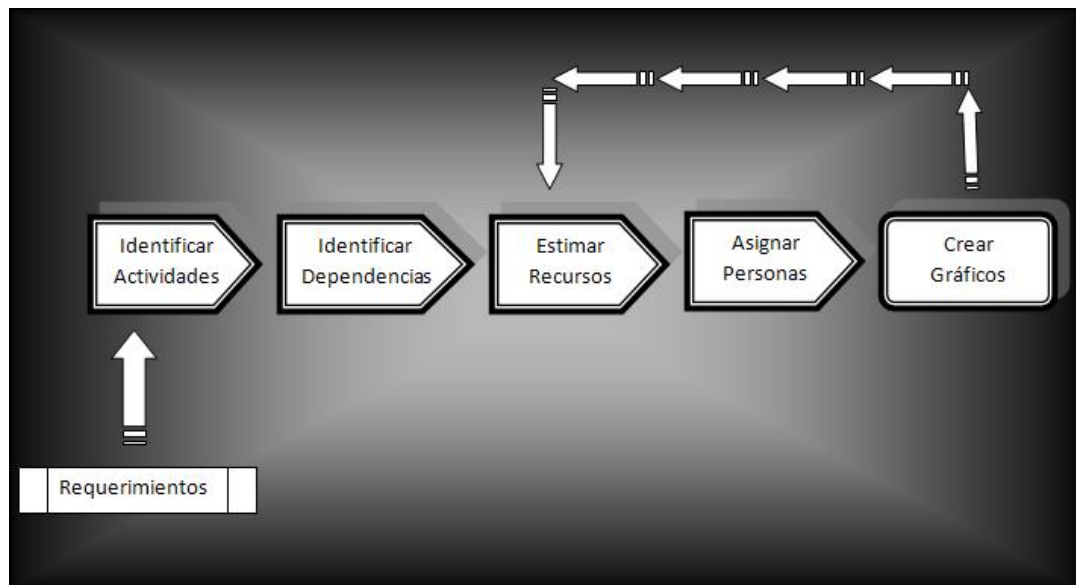 Identificar
Actividades
Identificar
Dependencias
Estimar
Recursos
Asignar
Personas
Crear
Gráficos
Requerimientos